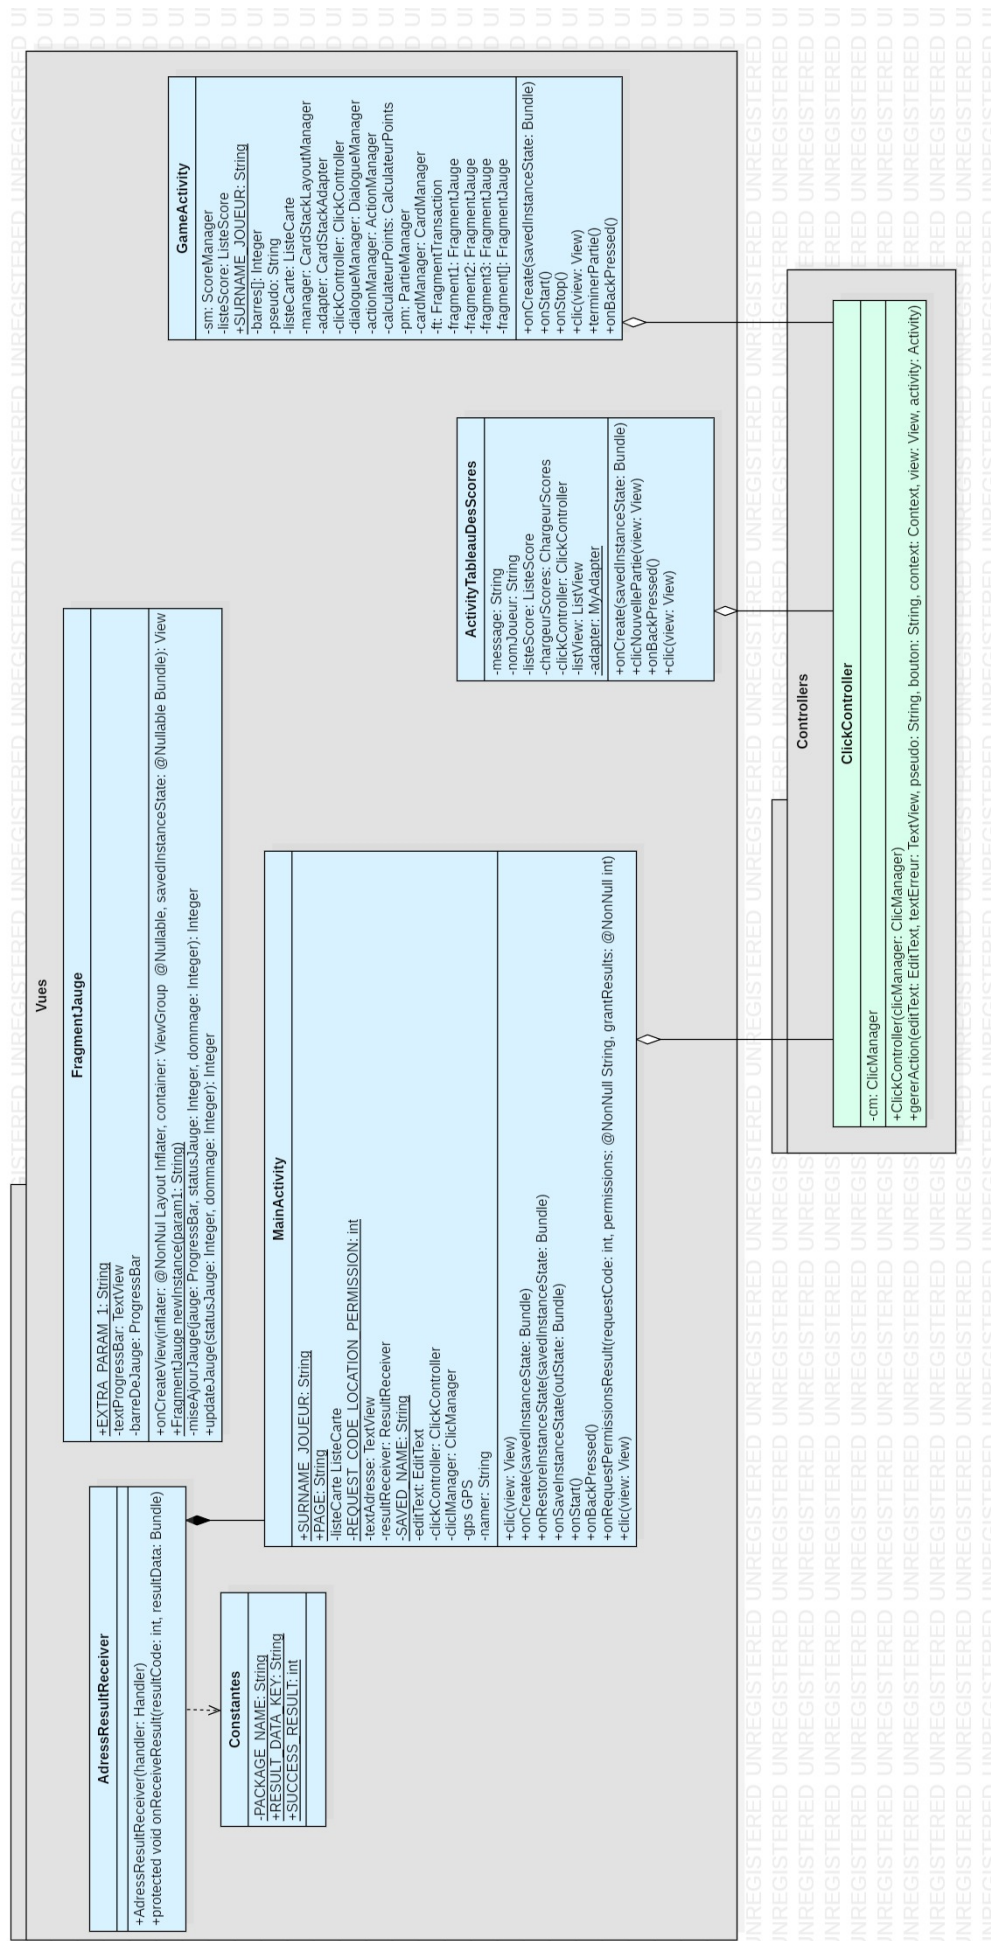 Vues
AdressResultReceiver
+AdressResultReceiver(handler: Handler)
+protected void onReceiveResult(resultCode: int, resultData: Bundle)
Constantes
-PACKAGE_NAME: String
+RESULT_DATA_KEY: String
+SUCCESS_RESULT: int
FragmentJauge
+EXTRA_PARAM_1: String
-textProgressBar: TextView
-barreDeJauge: ProgressBar
+onCreateView(inflater: @NonNul Layout Inflater, container: ViewGroup @Nullable, savedInstanceState: @Nullable Bundle): View
+FragmentJauge newInstance(param1: String)
-miseAjourJauge(jauge: ProgressBar, statusJauge: Integer, dommage: Integer): Integer
+updateJauge(statusJauge: Integer, dommage: Integer): Integer
MainActivity
+SURNAME_JOUEUR: String
+PAGE: String
-listeCarte ListeCarte
-REQUEST_CODE_LOCATION_PERMISSION: int
-textAdresse: TextView
-resultReceiver: ResultReceiver
-SAVED_NAME: String
-editText: EditText
-clickController: ClickController
-cliclManager: ClicManager
-gps GPS
-namer: String
+clic(view: View)
+onCreate(savedInstanceState: Bundle)
+onRestoreInstanceState(savedInstanceState: Bundle)
+onSaveInstanceState(outState: Bundle)
+onStart()
+onBackPressed()
+onRequestPermissionsResult(requestCode: int, permissions: @NonNull String, grantResults: @NonNull int)
+clic(view: View)
ActivityTableauDesScores
-message: String
-nomJoueur: String
-listeScore: ListeScore
-chargeurScores: ChargeurScores
-clickController: ClickController
-listView: ListView
-adapter: MyAdapter
+onCreate(savedInstanceState: Bundle)
+clicNouvellePartie(view: View)
+onBackPressed()
+clic(view: View)
GameActivity
-sm: ScoreManager
-listeScore: ListeScore
+SURNAME_JOUEUR: String
-barres[]: Integer
-pseudo: String
-listeCarte: ListeCarte
-manager: CardStackLayoutManager
-adapter: CardStackAdapter
-clickController: ClickController
-dialogueManager: DialogueManager
-actionManager: ActionManager
-calculateurPoints: CalculateurPoints
-pm: PartieManager
-cardManager: CardManager
-ft: FragmentTransaction
-fragment1: FragmentJauge
-fragment2: FragmentJauge
-fragment3: FragmentJauge
-fragment[]: FragmentJauge
+onCreate(savedInstanceState: Bundle)
+onStart()
+onStop()
+clic(view: View)
+terminerPartie()
+onBackPressed()
Controllers
ClickController
-cm: ClicManager
+ClickController(clicManager: ClicManager)
+gererAction(editText: EditText, textErreur: TextView, pseudo: String, bouton: String, context: Context, view: View, activity: Activity)